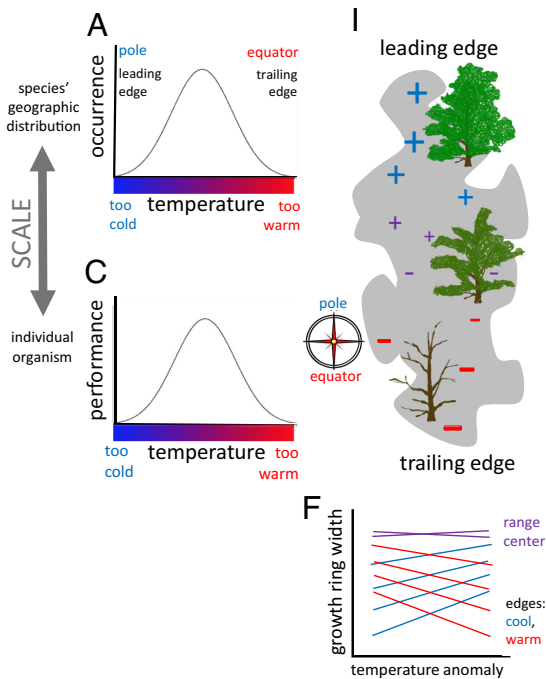 A
pole
equator
leading
edge
trailing
edge
occurrence
too
cold
temperature
too
warm
species'
geographic
distribution
SCALE
individual
organism
C
performance
too
cold
temperature
too
warm
I
leading edge
+
+
+
+
+
+
-
-
-
-
-
-
pole
equator
trailing edge
F
growth ring width
range
center
edges:
cool,
warm
temperature anomaly